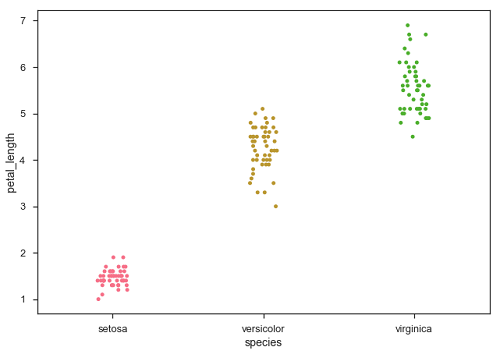 7
6
5
4
3
2
1
petal_length
setosa
versicolor
virginica
species